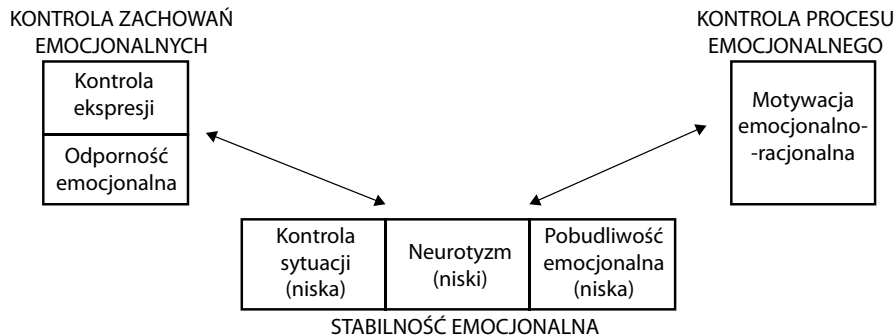 KONTROLA ZACHOWAŃ
EMOCJONALNYCH
Kontrola
ekspresji
Odporność
emocjonalna
KONTROLA PROCESU
EMOCJONALNEGO
Motywacja
emocjonalno-
-racjonalna
Kontrola
sytuacji
(niska)
Neurotyzm
(niski)
Pobudliwość
emocjonalna
(niska)
STABILNOŚĆ EMOCJONALNA